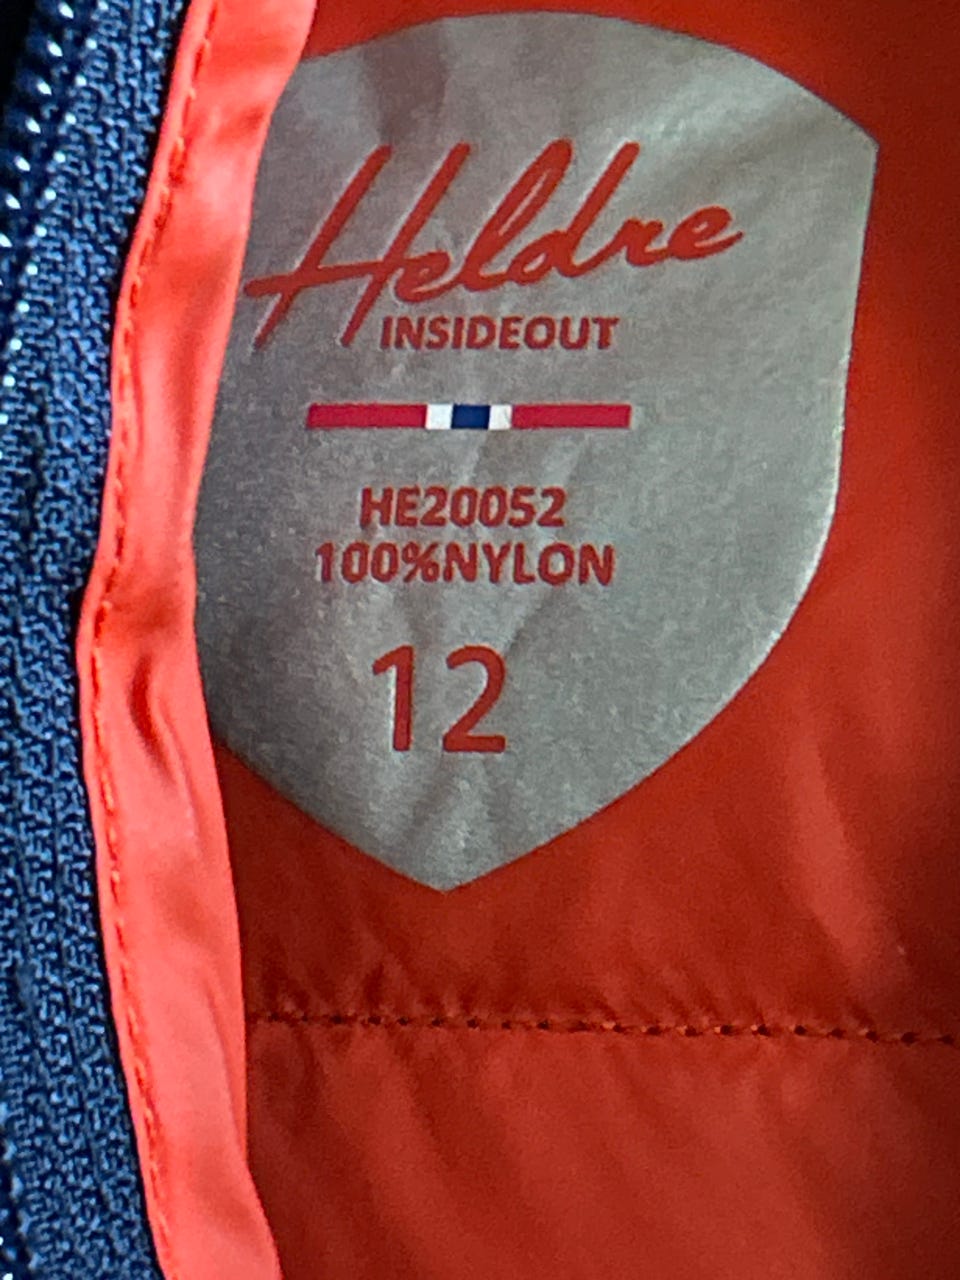 Heldre
INSIDEOUT
HE20052
100%NYLON
12